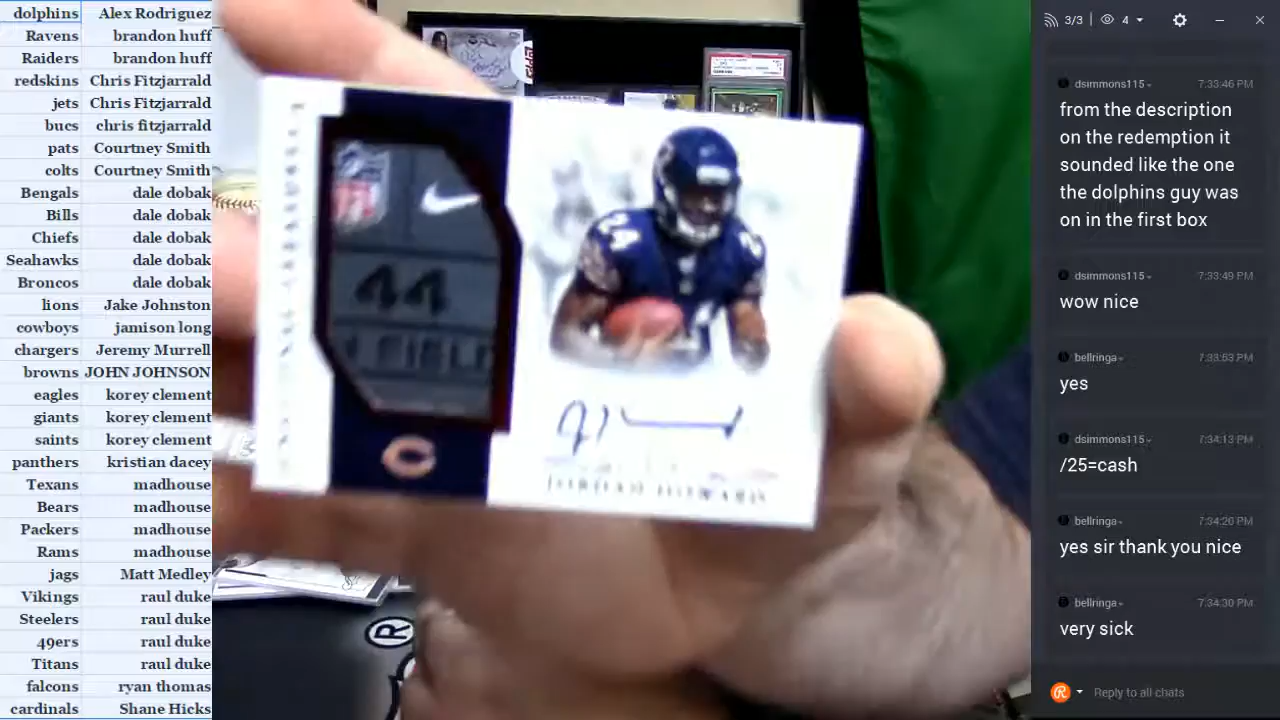 dolphins Alex Rodriguez
Ravens brandon huff
Raiders brandon huff
redskins Chris Fitzjarrald
jets Chris Fitzjarrald
bucs chris fitzjarrald
pats Courtney Smith
colts Courtney Smith
Bengals dale dobak
Bills dale dobak
Chiefs dale dobak
Seahawks dale dobak
Broncos dale dobak
lions Jake Johnston
cowboys jamison long
chargers Jeremy Murrell
browns JOHN JOHNSON
eagles korey clement
giants korey clement
saints korey clement
panthers kristian dacey
Texans madhouse
Bears madhouse
Packers madhouse
Rams madhouse
jags Matt Medley
Vikings raul duke
Steelers raul duke
49ers raul duke
Titans raul duke
falcons ryan thomas
cardinals Shane Hicks
NFL
44
FIELD
24
C
JORDAN HOWARD
®
3/3 4
dsimmons115 7:33:46 PM
from the description
on the redemption it
sounded like the one
the dolphins guy was
on in the first box
dsimmons115 7:33:49 PM
wow nice
bellringa 7:33:53 PM
yes
dsimmons115 7:34:13 PM
/25=cash
bellringa 7:34:20 PM
yes sir thank you nice
bellringa 7:34:30 PM
very sick
Reply to all chats